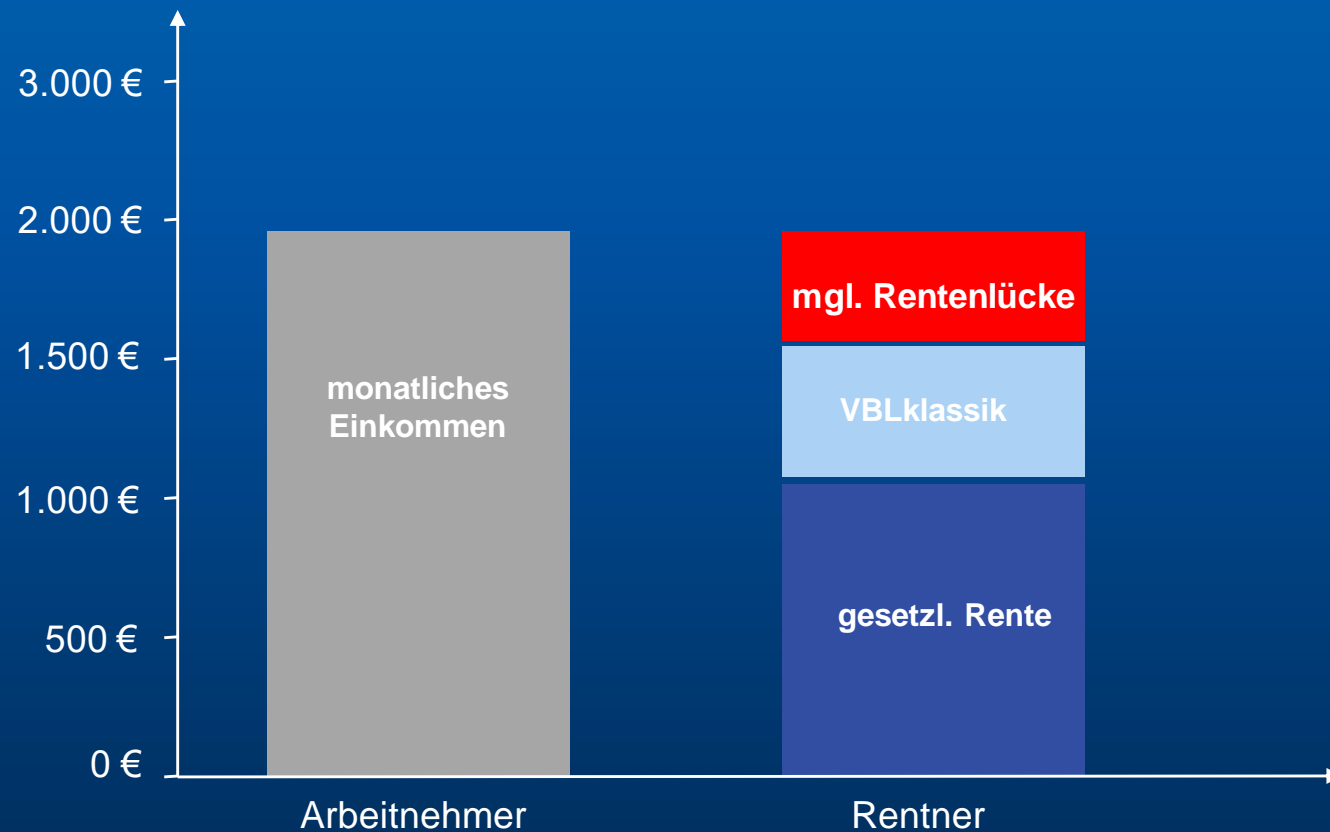 3.000 €
2.000 €
1.500 €
1.000 €
500 €
0 €
monatliches
Einkommen
mgl. Rentenlücke
VBLklassik
gesetzl. Rente
Arbeitnehmer
Rentner